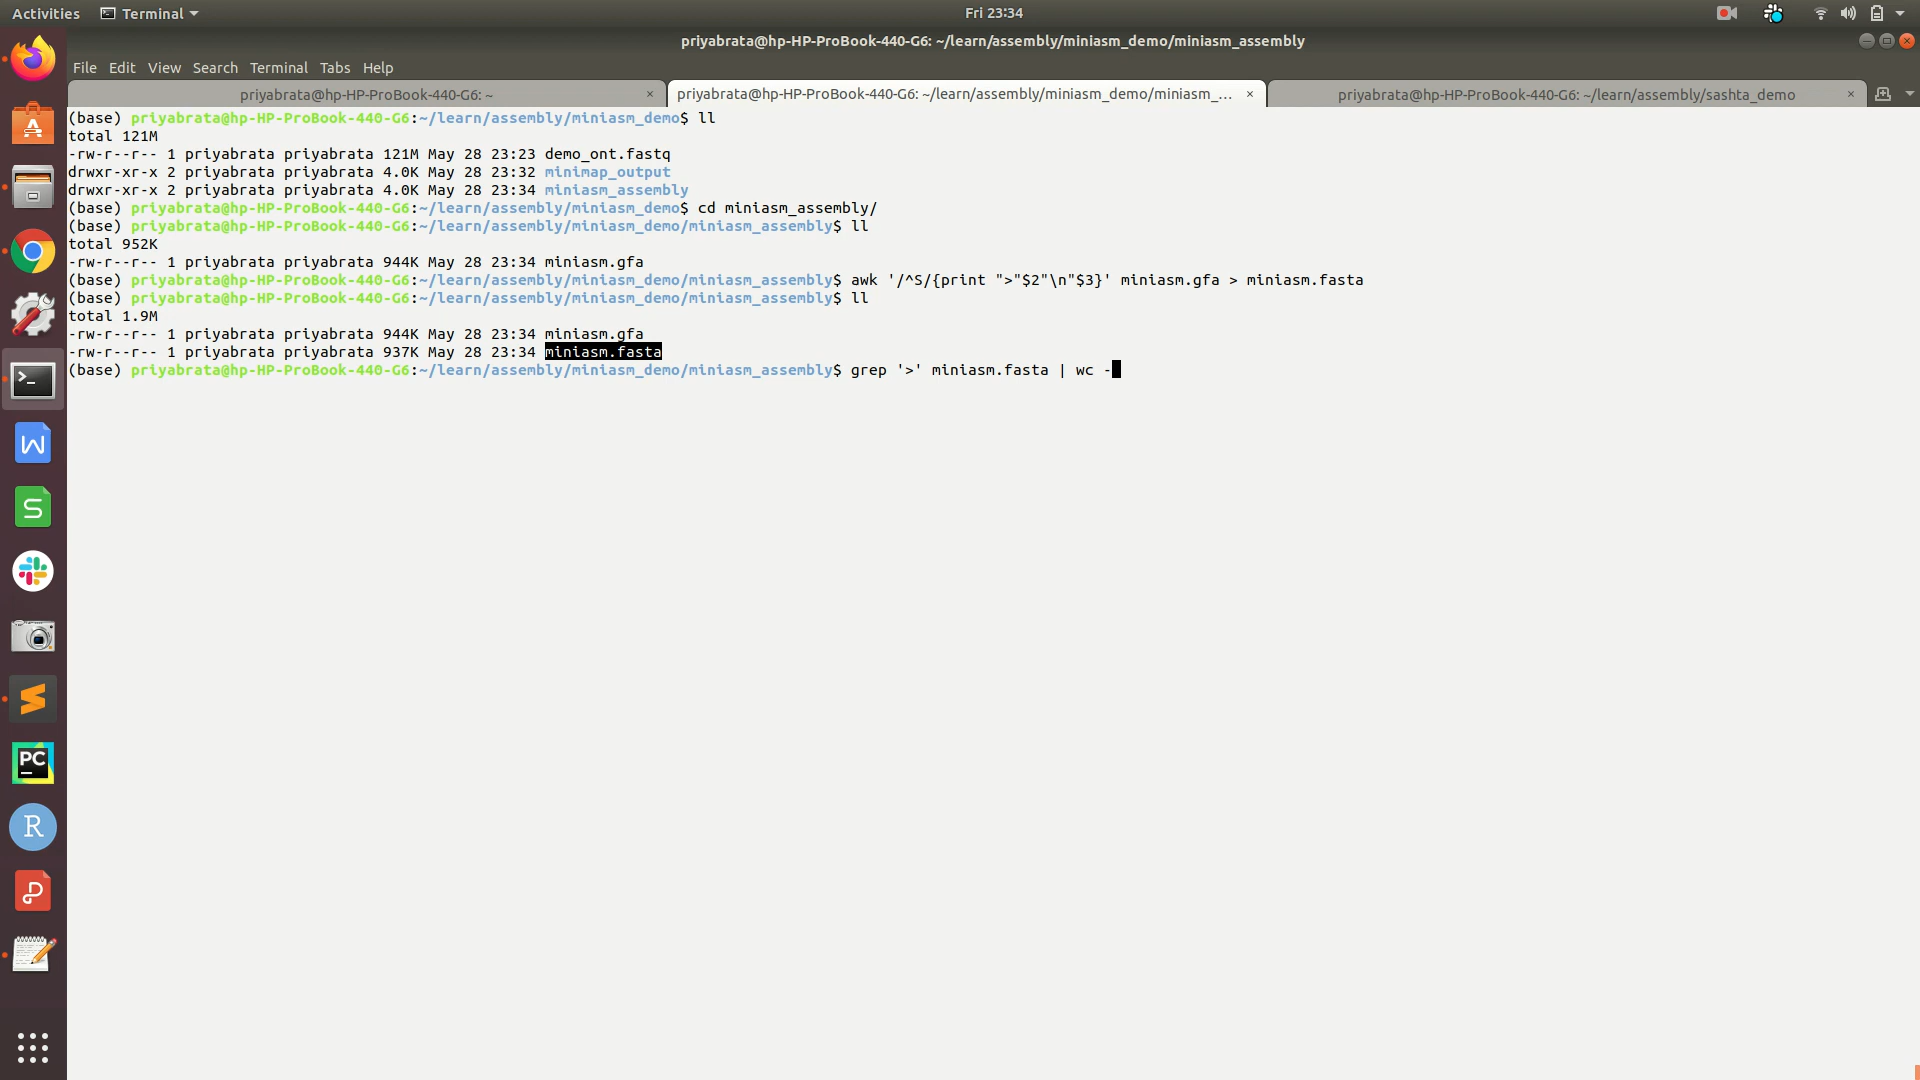 Activities Terminal Fri 23:34
priyabrata@hp-HP-ProBook-440-G6: ~/learn/assembly/miniasm_demo/miniasm_assembly
File Edit View Search Terminal Tabs Help
priyabrata@hp-HP-ProBook-440-G6: ~ × priyabrata@hp-HP-ProBook-440-G6: ~/learn/assembly/miniasm_demo/miniasm_... × priyabrata@hp-HP-ProBook-440-G6: ~/learn/assembly/sashta_demo ×
(base) priyabrata@hp-HP-ProBook-440-G6:~/learn/assembly/miniasm_demo$ ll
total 121M
-rw-r--r-- 1 priyabrata priyabrata 121M May 28 23:23 demo_ont.fastq
drwxr-xr-x 2 priyabrata priyabrata 4.0K May 28 23:32 minimap_output
drwxr-xr-x 2 priyabrata priyabrata 4.0K May 28 23:34 miniasm_assembly
(base) priyabrata@hp-HP-ProBook-440-G6:~/learn/assembly/miniasm_demo$ cd miniasm_assembly/
(base) priyabrata@hp-HP-ProBook-440-G6:~/learn/assembly/miniasm_demo/miniasm_assembly$ ll
total 952K
-rw-r--r-- 1 priyabrata priyabrata 944K May 28 23:34 miniasm.gfa
(base) priyabrata@hp-HP-ProBook-440-G6:~/learn/assembly/miniasm_demo/miniasm_assembly$ awk '/^S/{print ">"$2"\n"$3}' miniasm.gfa > miniasm.fasta
(base) priyabrata@hp-HP-ProBook-440-G6:~/learn/assembly/miniasm_demo/miniasm_assembly$ ll
total 1.9M
-rw-r--r-- 1 priyabrata priyabrata 944K May 28 23:34 miniasm.gfa
-rw-r--r-- 1 priyabrata priyabrata 937K May 28 23:34 miniasm.fasta
(base) priyabrata@hp-HP-ProBook-440-G6:~/learn/assembly/miniasm_demo/miniasm_assembly$ grep '>' miniasm.fasta | wc -
W
S
PC
R
P